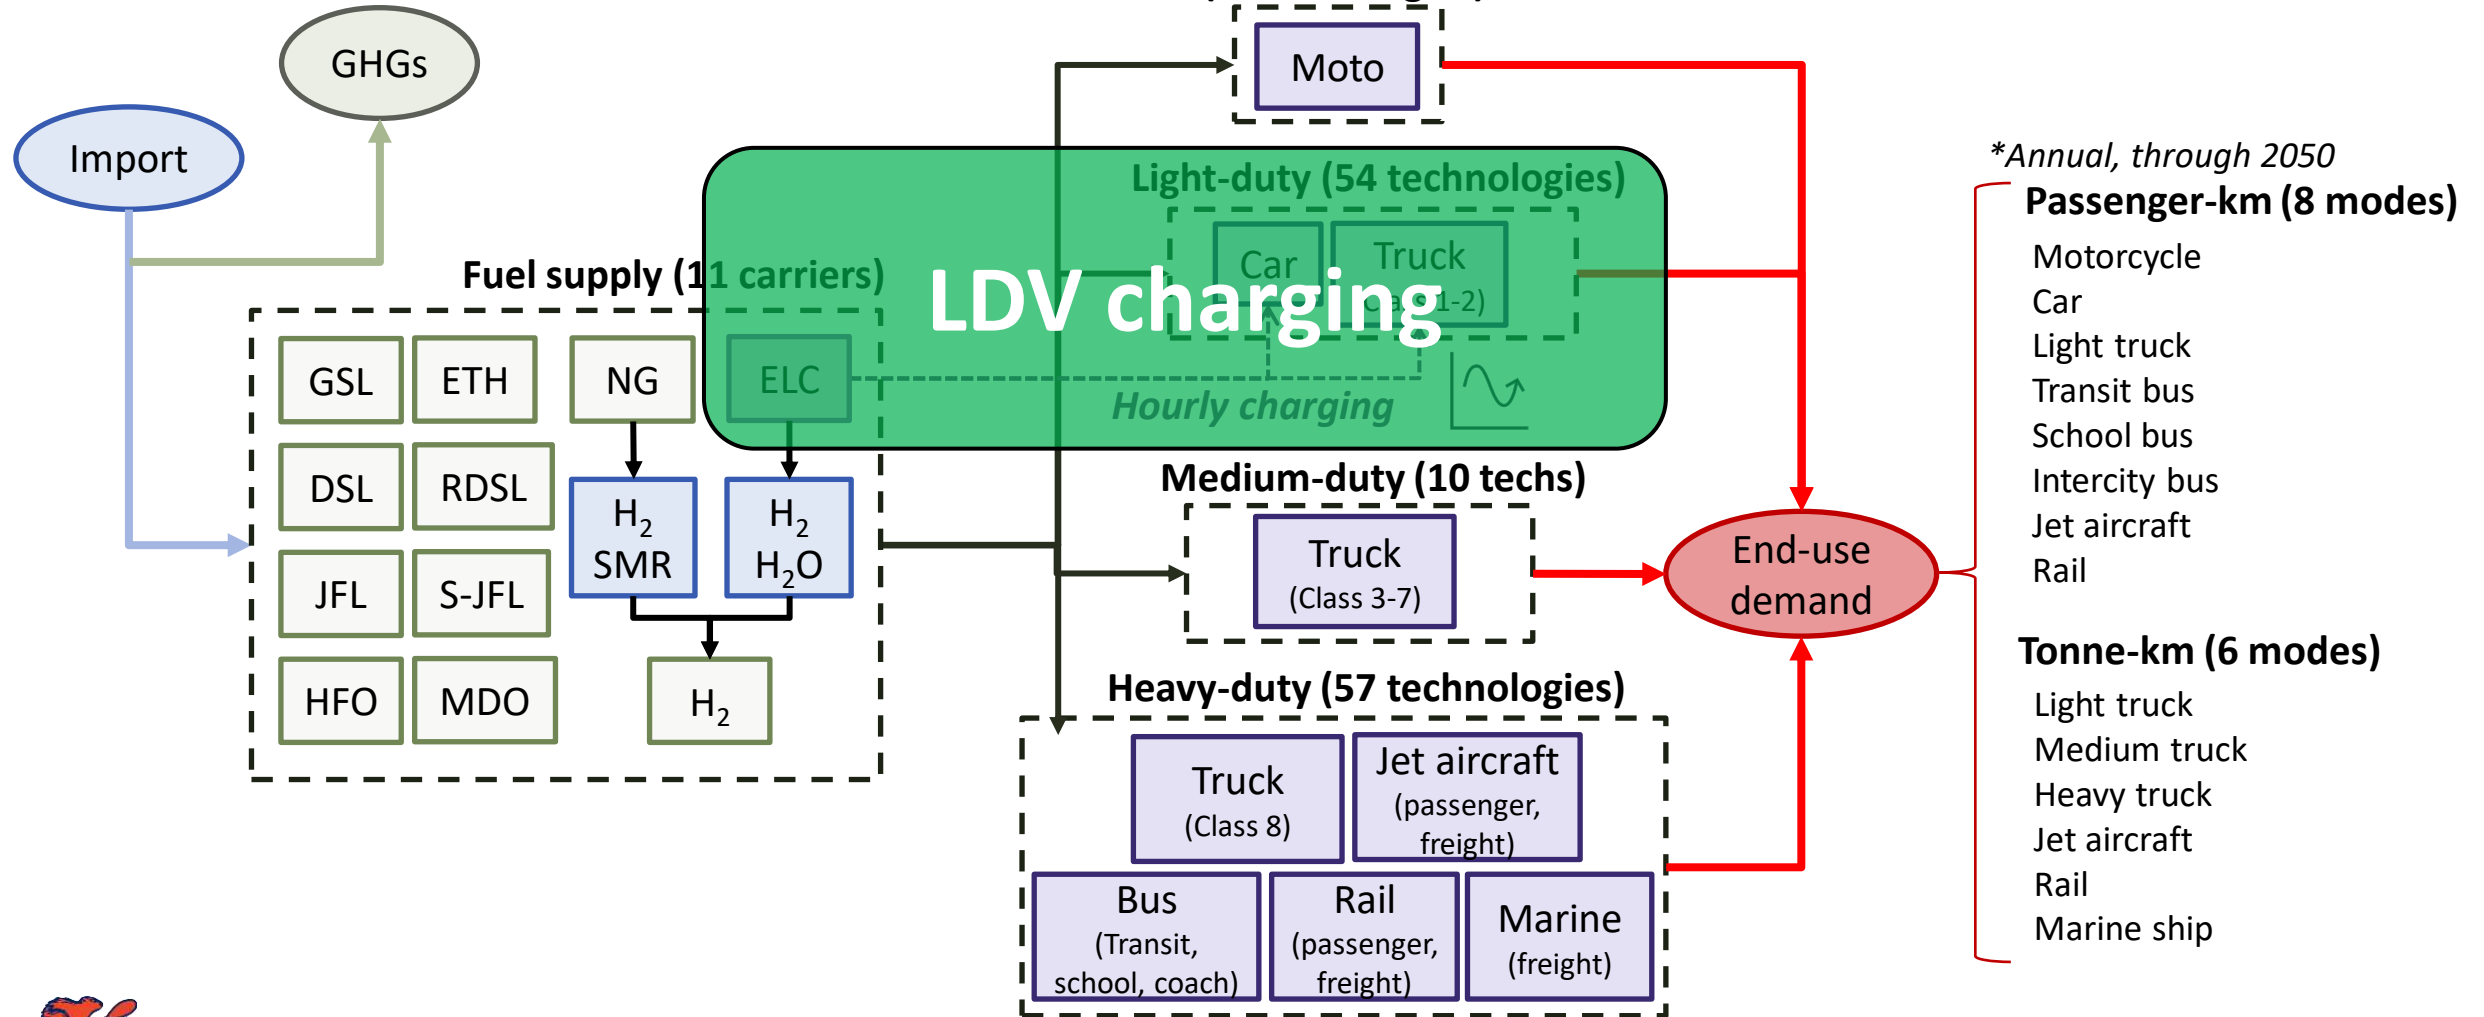 GHGs
Import
Moto
*Annual, through 2050
Passenger-km (8 modes)
Motorcycle
Car
Light truck
Transit bus
School bus
Intercity bus
Jet aircraft
Rail
Tonne-km (6 modes)
Light truck
Medium truck
Heavy truck
Jet aircraft
Rail
Marine ship
Light-duty (54 technologies)
Car
Truck
(Class 1-2)
LDV charging
Hourly charging
Fuel supply (11 carriers)
GSL
ETH
NG
ELC
DSL
RDSL
H2
SMR
H2
H2O
JFL
S-JFL
HFO
MDO
H2
Medium-duty (10 techs)
Truck
(Class 3-7)
End-use
demand
Heavy-duty (57 technologies)
Truck
(Class 8)
Jet aircraft
(passenger,
freight)
Bus
(Transit,
school, coach)
Rail
(passenger,
freight)
Marine
(freight)